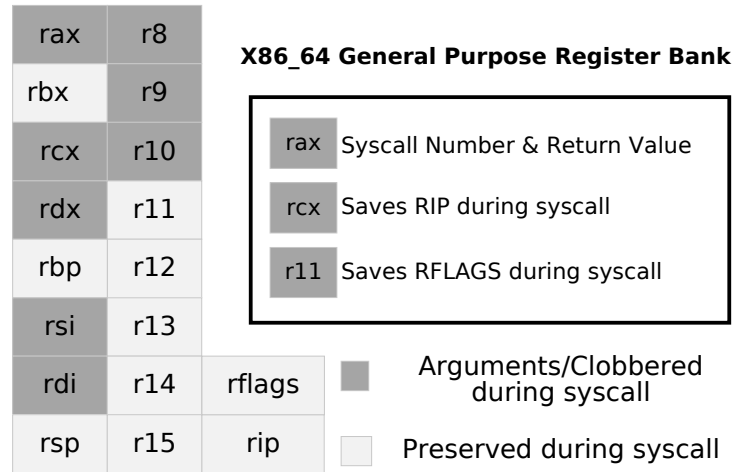 rax r8
rbx r9
rcx r10
rdx r11
rbp r12
rsi r13
rdi r14 rflags
rsp r15 rip
X86_64 General Purpose Register Bank
rax Syscall Number & Return Value
rcx Saves RIP during syscall
r11 Saves RFLAGS during syscall
Arguments/Clobbered
during syscall
Preserved during syscall